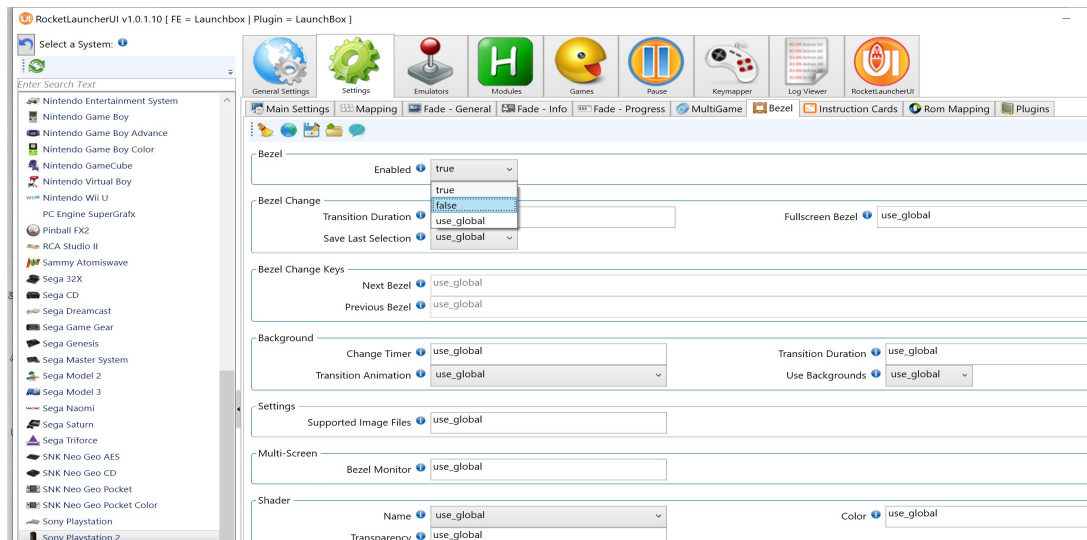 RocketLauncherUI v1.0.1.10 [ FE = Launchbox | Plugin = LaunchBox ]
Select a System:
Enter Search Text
Nintendo Entertainment System
Nintendo Game Boy
Nintendo Game Boy Advance
Nintendo Game Boy Color
Nintendo GameCube
Nintendo Virtual Boy
Nintendo Wii U
PC Engine SuperGrafx
Pinball FX2
RCA Studio II
Sammy Atomiswave
Sega 32X
Sega CD
Sega Dreamcast
Sega Game Gear
Sega Genesis
Sega Master System
Sega Model 2
Sega Model 3
Sega Naomi
Sega Saturn
Sega Triforce
SNK Neo Geo AES
SNK Neo Geo CD
SNK Neo Geo Pocket
SNK Neo Geo Pocket Color
Sony Playstation
Sony Playstation 2
General Settings Settings Emulators Modules Games Pause Keymapper Log Viewer RocketLauncherUI
Main Settings Mapping Fade - General Fade - Info Fade - Progress MultiGame Bezel Instruction Cards Rom Mapping Plugins
Bezel
Enabled true
true
false
use_global
Bezel Change
Transition Duration Fullscreen Bezel use_global
Save Last Selection use_global
Bezel Change Keys
Next Bezel use_global
Previous Bezel use_global
Background
Change Timer use_global Transition Duration use_global
Transition Animation use_global Use Backgrounds use_global
Settings
Supported Image Files use_global
Multi-Screen
Bezel Monitor use_global
Shader
Name use_global Color use_global
Transparency use_global